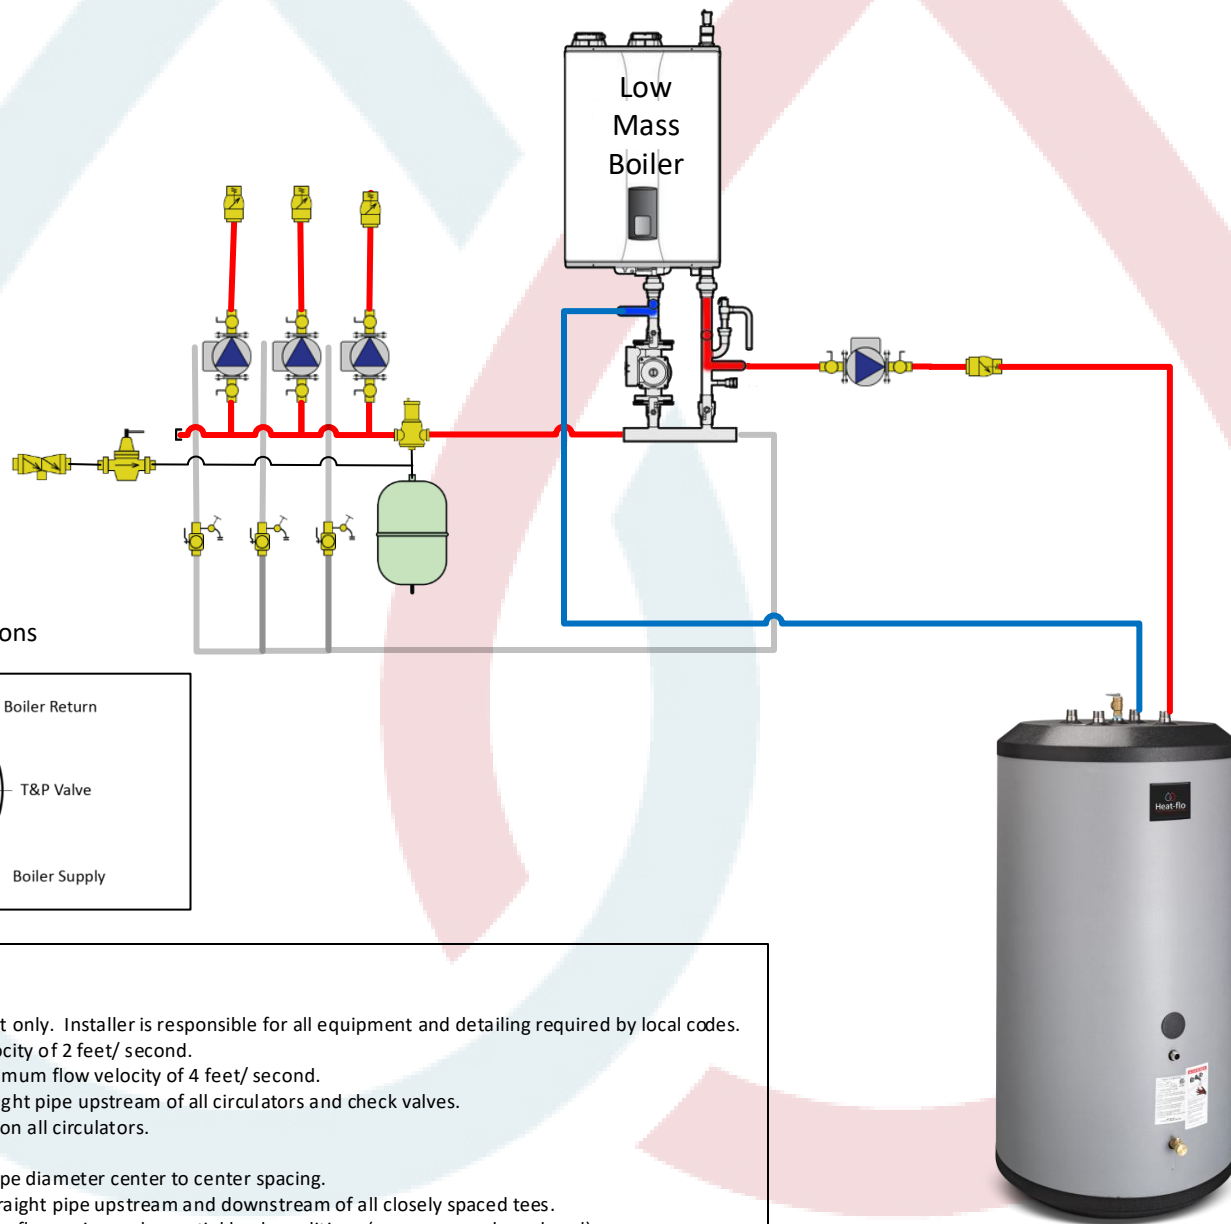 Low
Mass
Boiler
ons
Boiler Return
T&P Valve
Boiler Supply
Heat-flo
t only. Installer is responsible for all equipment and detailing required by local codes.
ocity of 2 feet/ second.
mum flow velocity of 4 feet/ second.
ght pipe upstream of all circulators and check valves.
on all circulators.
pe diameter center to center spacing.
raight pipe upstream and downstream of all closely spaced tees.